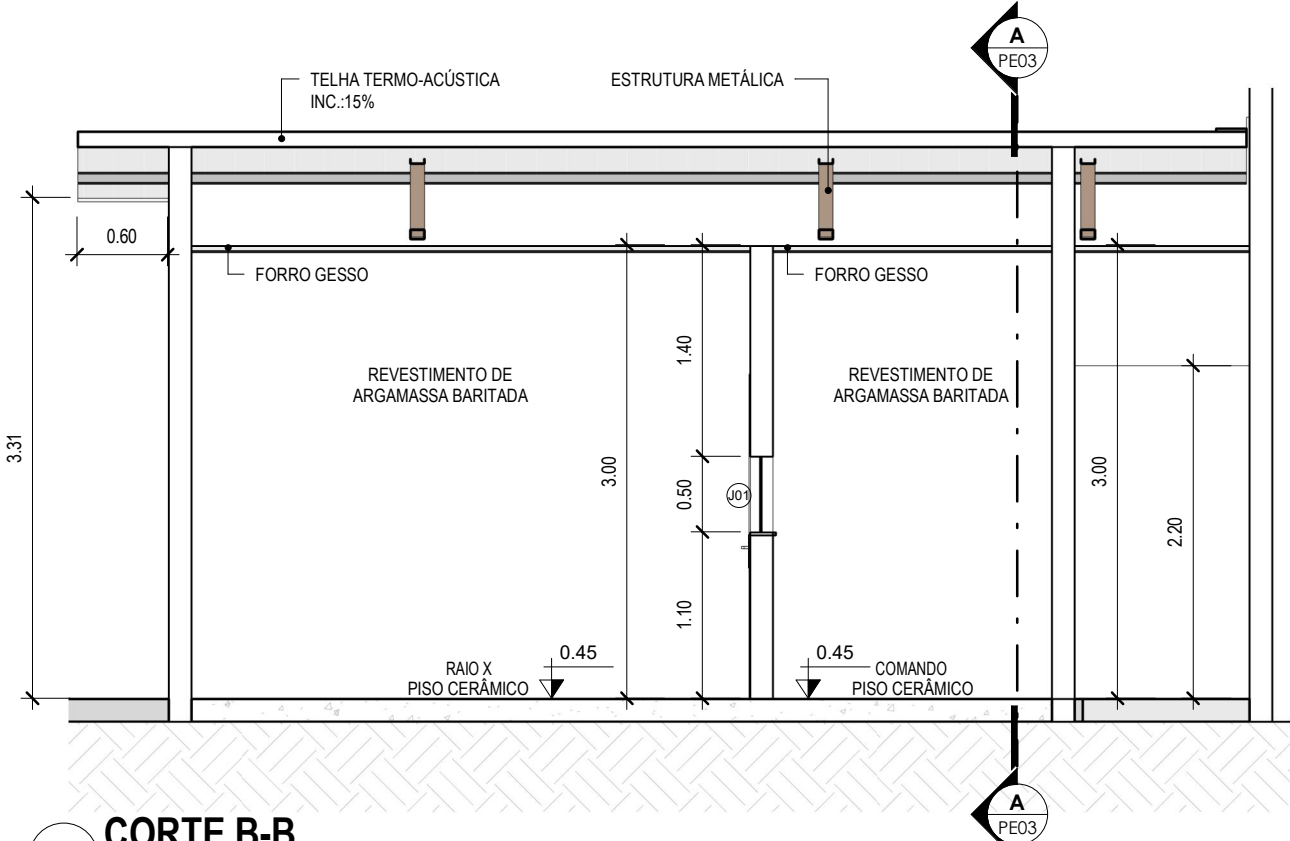 A
PE03
TELHA TERMO-ACÚSTICA
INC.:15%
ESTRUTURA METÁLICA
0.60
FORRO GESSO
FORRO GESSO
REVESTIMENTO DE
ARGAMASSA BARITADA
REVESTIMENTO DE
ARGAMASSA BARITADA
3.31
3.00
1.40
0.50
J01
1.10
3.00
2.20
RAIO X
PISO CERÂMICO
0.45
0.45
COMANDO
PISO CERÂMICO
A
PE03
CORTE B-B